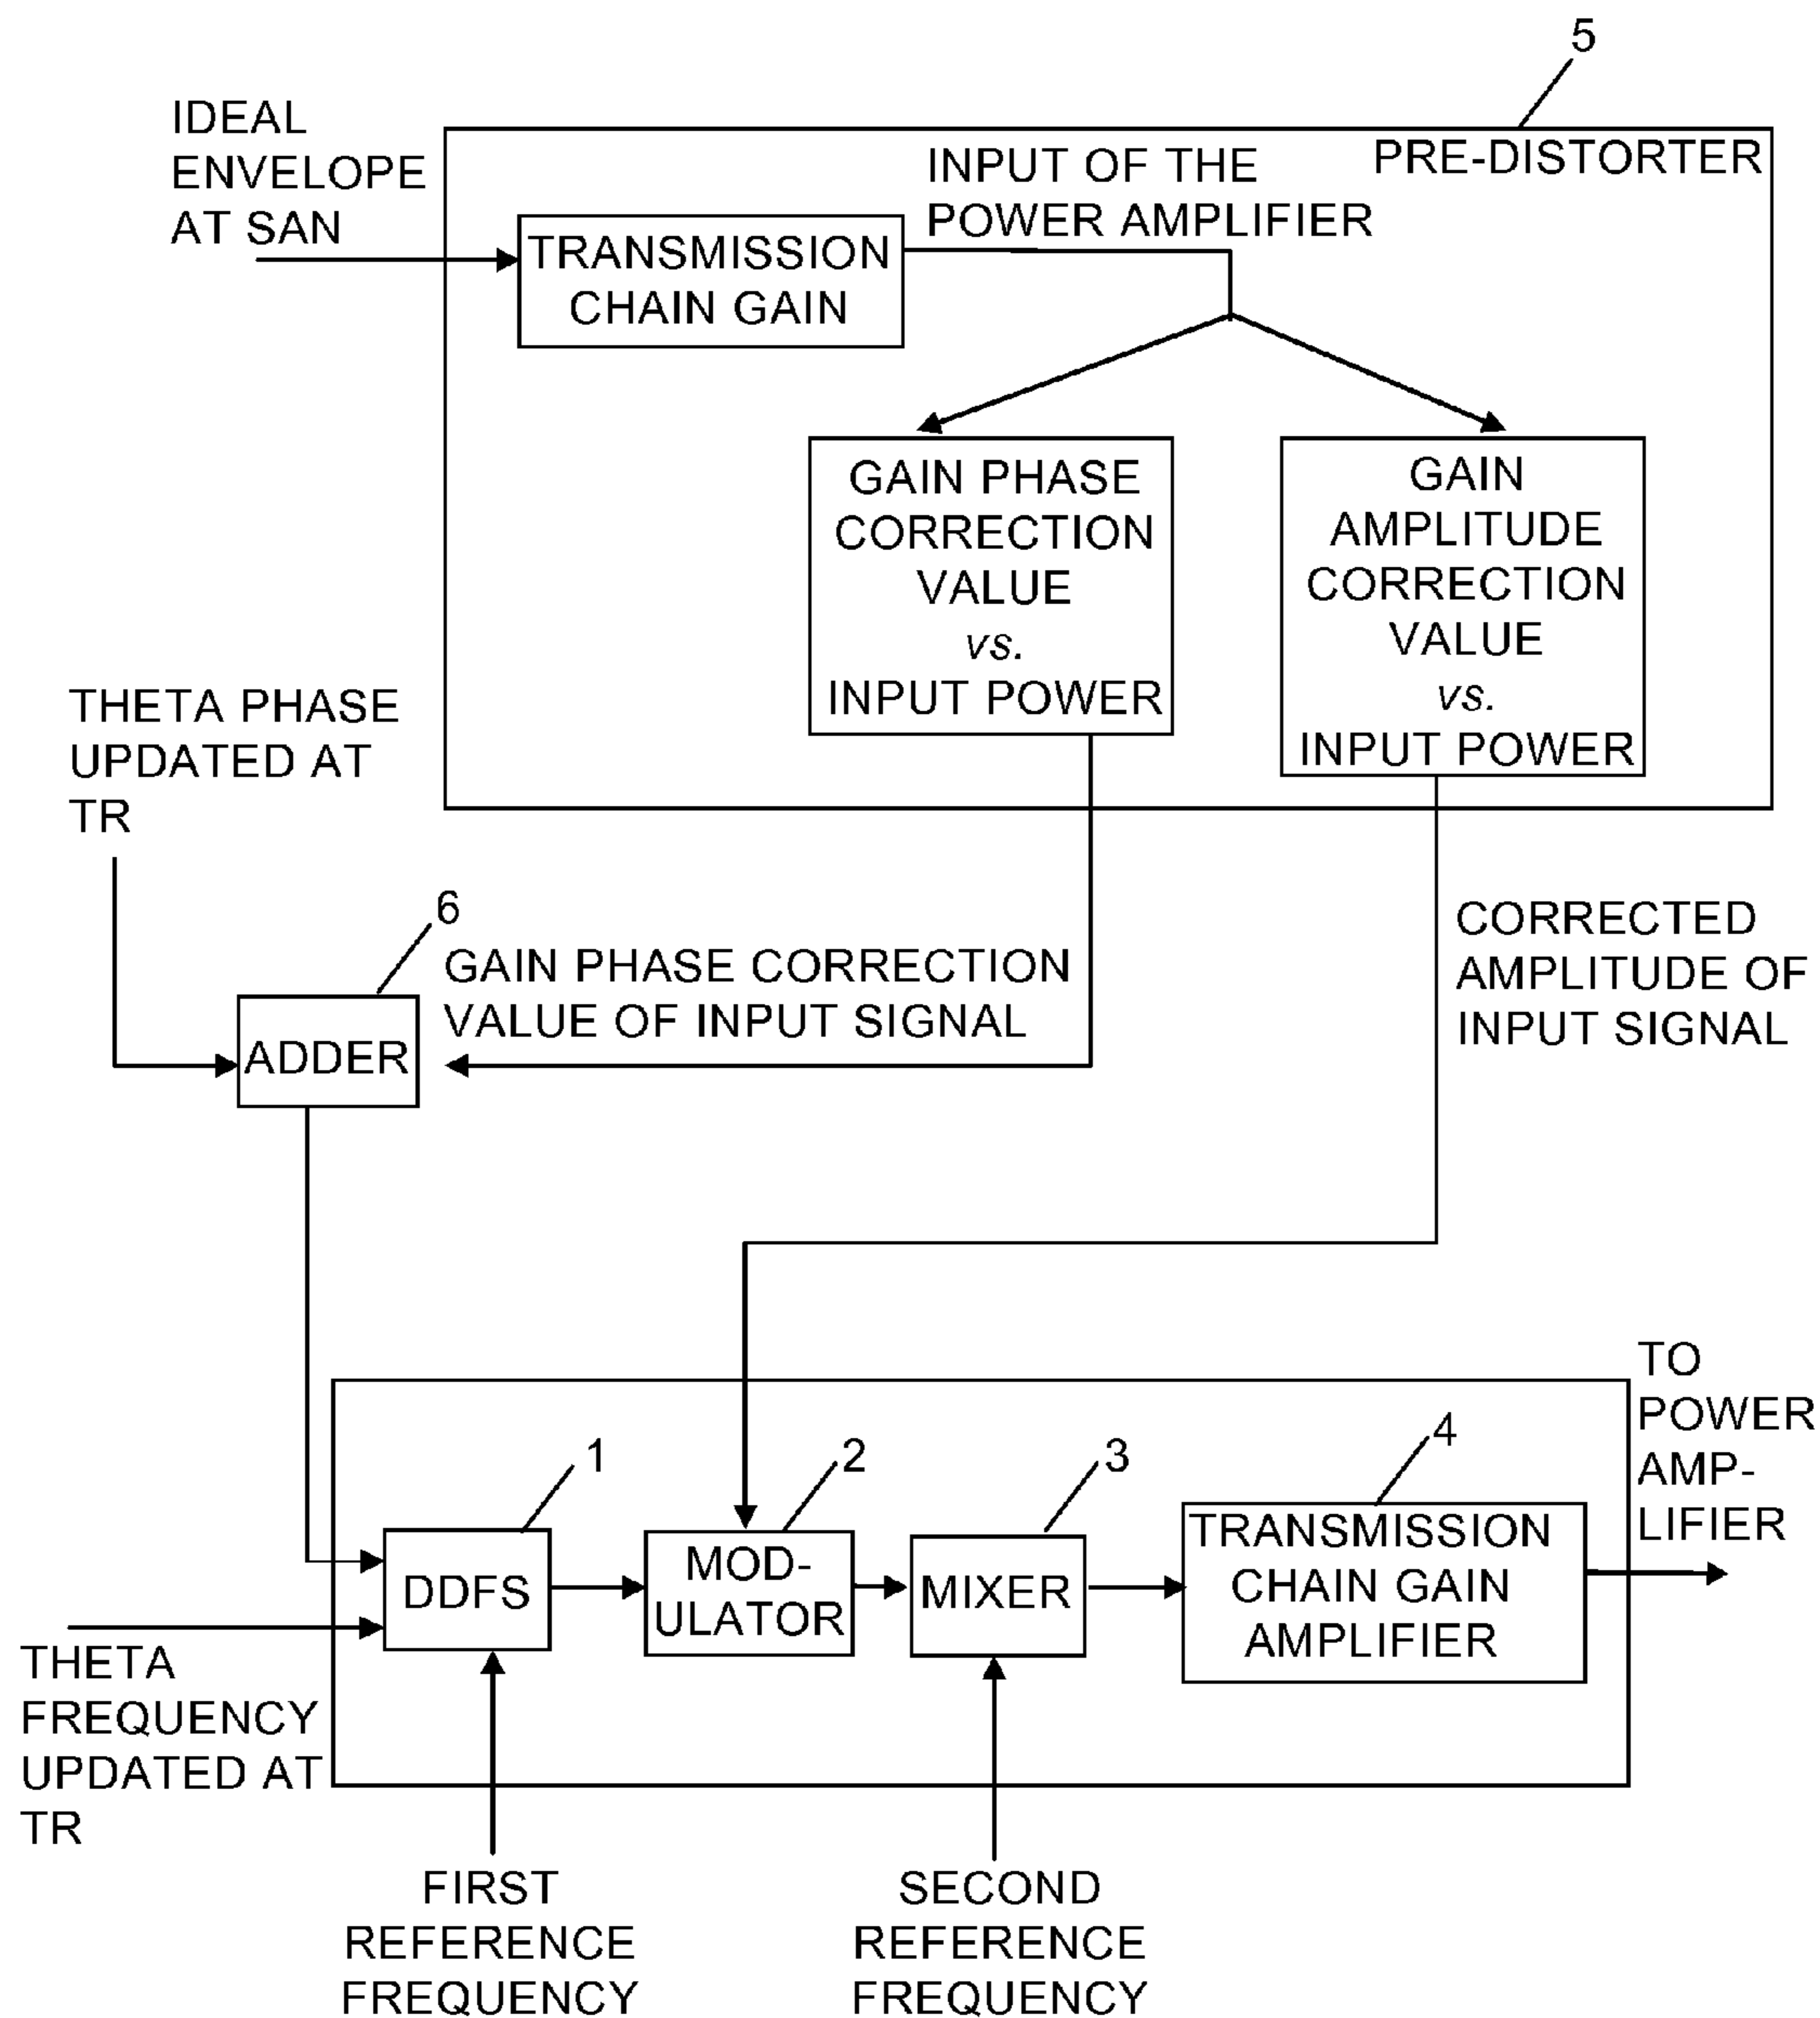 5
IDEAL
ENVELOPE
AT SAN
PRE-DISTORTER
INPUT OF THE
POWER AMPLIFIER
TRANSMISSION
CHAIN GAIN
GAIN PHASE
CORRECTION
VALUE
vs.
INPUT POWER
GAIN
AMPLITUDE
CORRECTION
VALUE
vs.
INPUT POWER
THETA PHASE
UPDATED AT
TR
6
GAIN PHASE CORRECTION
VALUE OF INPUT SIGNAL
CORRECTED
AMPLITUDE OF
INPUT SIGNAL
ADDER
TO
POWER
AMP-
LIFIER
1
2
3
4
DDFS
MOD-
ULATOR
MIXER
TRANSMISSION
CHAIN GAIN
AMPLIFIER
THETA
FREQUENCY
UPDATED AT
TR
FIRST
REFERENCE
FREQUENCY
SECOND
REFERENCE
FREQUENCY